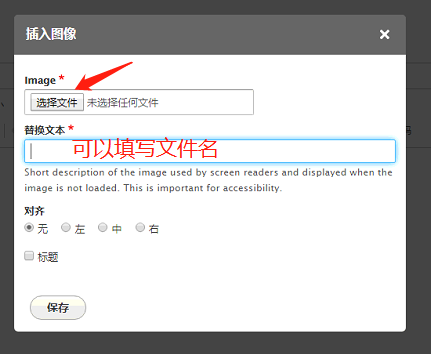 插入图像
Image *
选择文件 未选择任何文件
替换文本 *
可以填写文件名
Short description of the image used by screen readers and displayed when the
image is not loaded. This is important for accessibility.
对齐
无 左 中 右
标题
保存
码